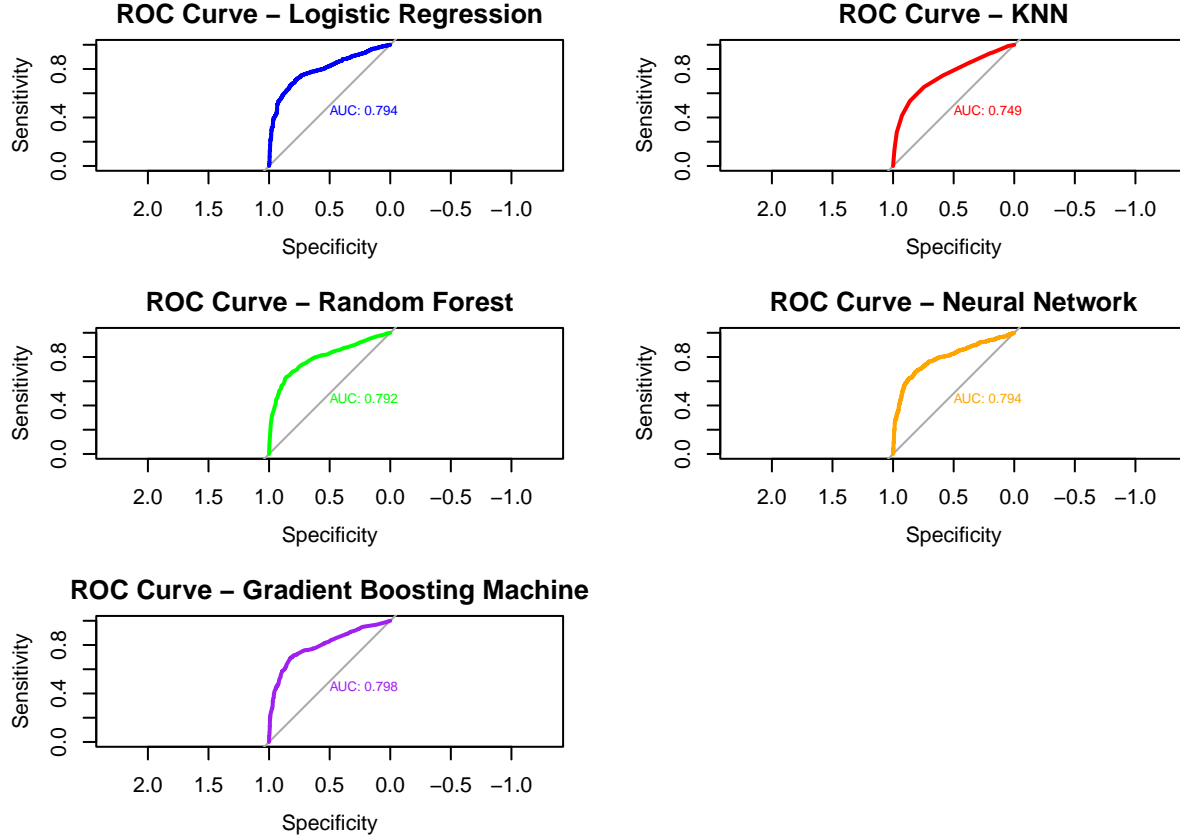 ROC Curve – Logistic Regression
Sensitivity
0.0 0.4 0.8
AUC: 0.794
2.0 1.5 1.0 0.5 0.0 −0.5 −1.0
Specificity
ROC Curve – KNN
Sensitivity
0.0 0.4 0.8
AUC: 0.749
2.0 1.5 1.0 0.5 0.0 −0.5 −1.0
Specificity
ROC Curve – Random Forest
Sensitivity
0.0 0.4 0.8
AUC: 0.792
2.0 1.5 1.0 0.5 0.0 −0.5 −1.0
Specificity
ROC Curve – Neural Network
Sensitivity
0.0 0.4 0.8
AUC: 0.794
2.0 1.5 1.0 0.5 0.0 −0.5 −1.0
Specificity
ROC Curve – Gradient Boosting Machine
Sensitivity
0.0 0.4 0.8
AUC: 0.798
2.0 1.5 1.0 0.5 0.0 −0.5 −1.0
Specificity